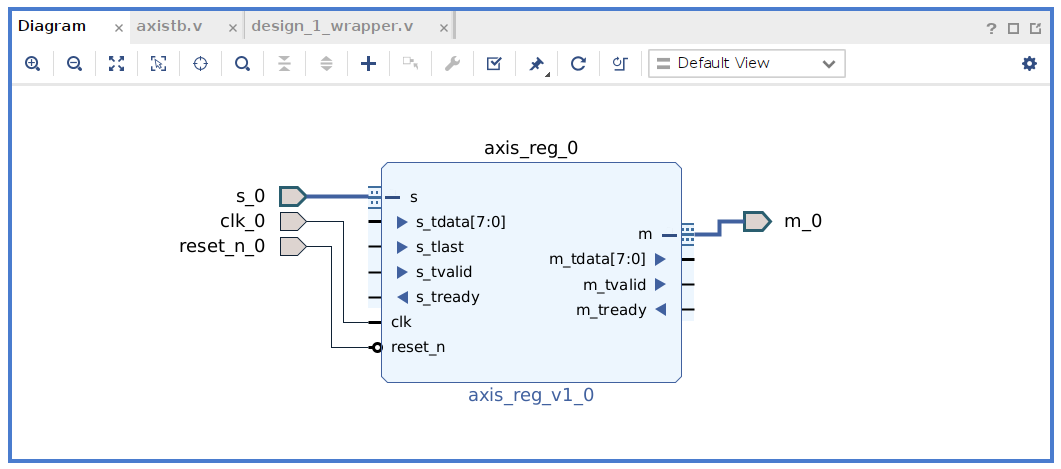 Diagram × axistb.v × design_1_wrapper.v ×
?
Default View
axis_reg_0
s_0
clk_0
reset_n_0
s
s_tdata[7:0]
s_tlast
s_tvalid
s_tready
clk
reset_n
m
m_tdata[7:0]
m_tvalid
m_tready
m_0
axis_reg_v1_0